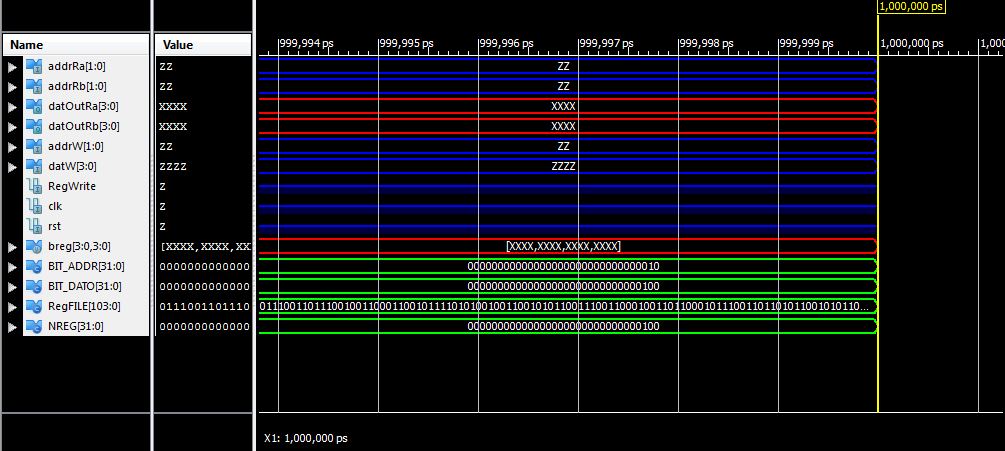 1,000,000 ps
Name Value 999,994 ps 999,995 ps 999,996 ps 999,997 ps 999,998 ps 999,999 ps 1,000,000 ps 1,000
addrRa[1:0] ZZ ZZ
addrRb[1:0] ZZ ZZ
datOutRa[3:0] XXXX XXXX
datOutRb[3:0] XXXX XXXX
addrW[1:0] ZZ ZZ
datW[3:0] ZZZZ ZZZZ
RegWrite Z
clk Z
rst Z
breg[3:0,3:0] [XXXX,XXXX,XX [XXXX,XXXX,XXXX,XXXX]
BIT_ADDR[31:0] 0000000000000 00000000000000000000000000000010
BIT_DATO[31:0] 0000000000000 00000000000000000000000000000100
RegFILE[103:0] 0111001101110
NREG[31:0] 0000000000000 00000000000000000000000000000100
X1: 1,000,000 ps